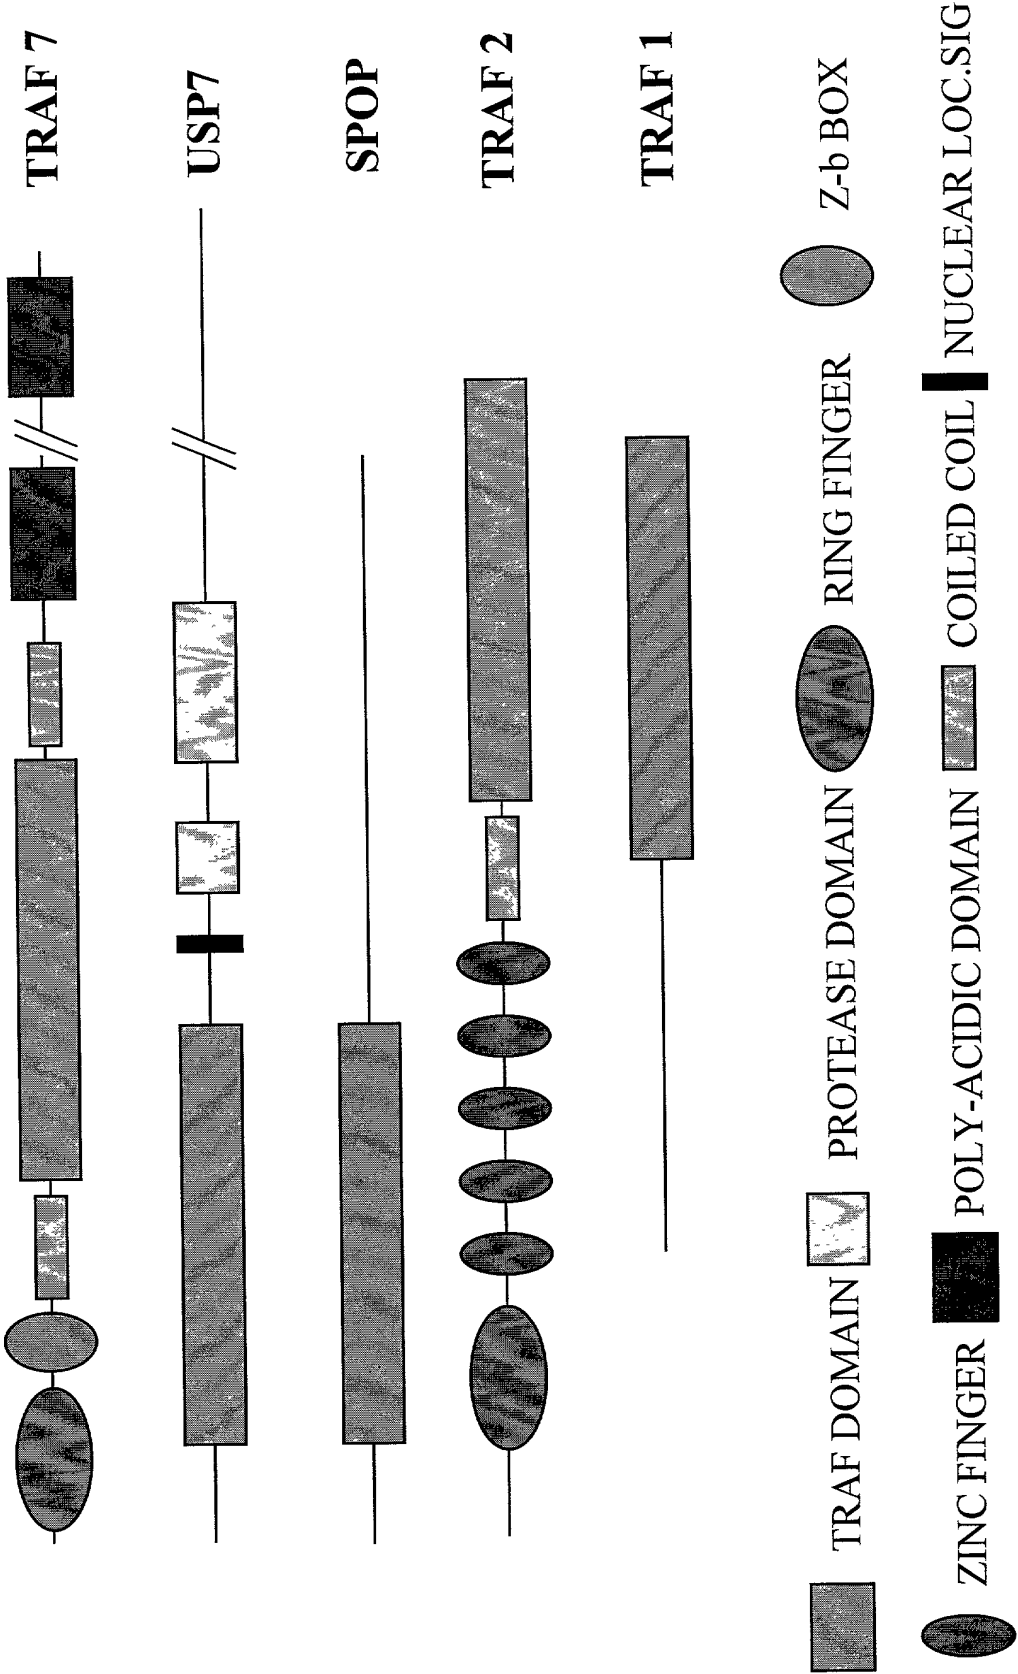 TRAF 7
USP7
SPOP
TRAF 2
TRAF 1
TRAF DOMAIN PROTEASE DOMAIN RING FINGER Z-b BOX
ZINC FINGER POLY-ACIDIC DOMAIN COILED COIL NUCLEAR LOC.SIG